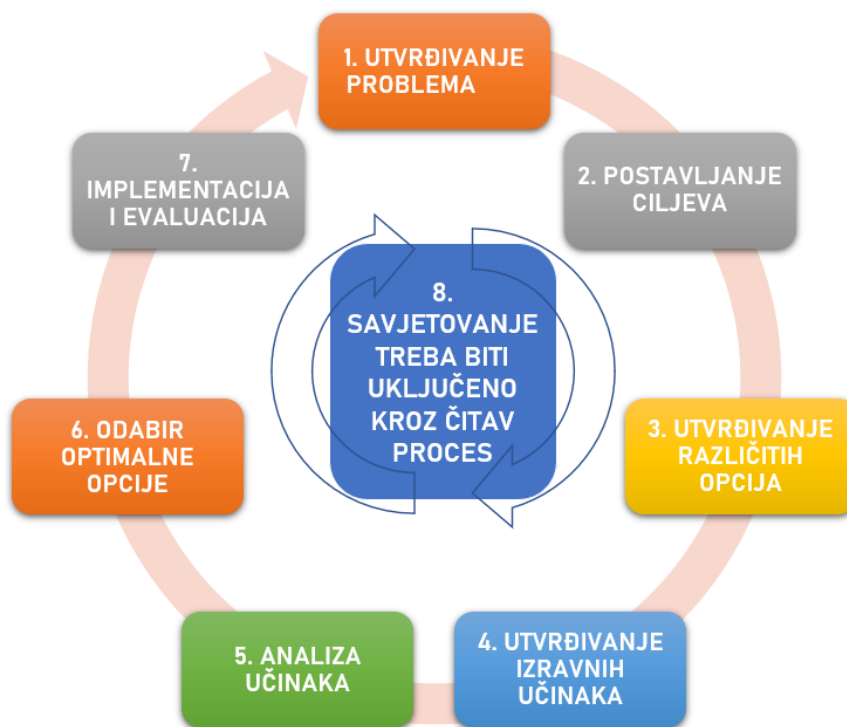 1. UTVRĐIVANJE
PROBLEMA
2. POSTAVLJANJE
CILJEVA
3. UTVRĐIVANJE
RAZLIČITIH
OPCIJA
4. UTVRĐIVANJE
IZRAVNIH
UČINAKA
5. ANALIZA
UČINAKA
6. ODABIR
OPTIMALNE
OPCIJE
7.
IMPLEMENTACIJA
I EVALUACIJA
8.
SAVJETOVANJE
TREBA BITI
UKLJUČENO
KROZ ČITAV
PROCES